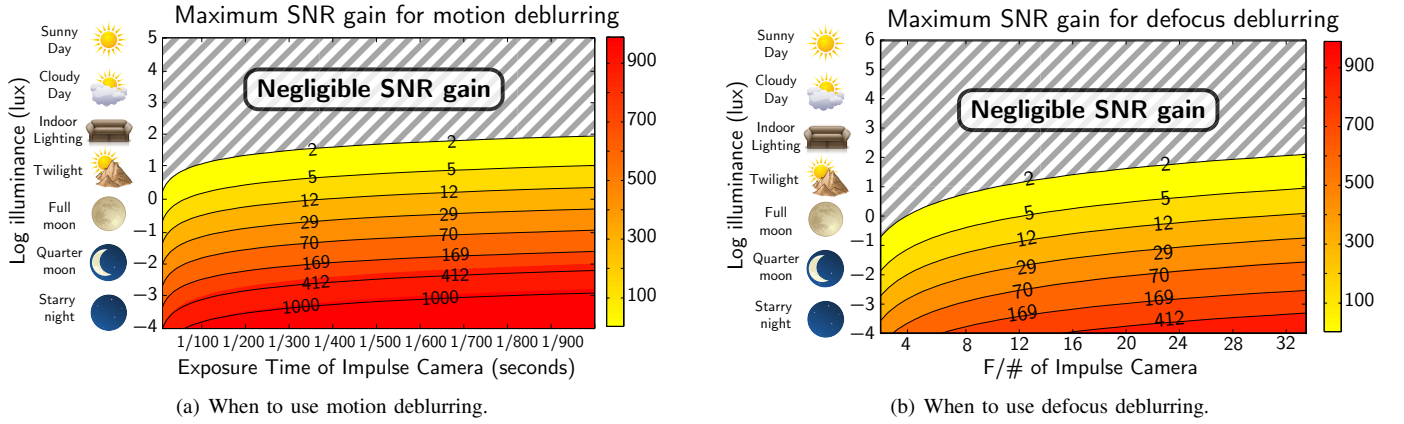 Maximum SNR gain for motion deblurring
Sunny
Day
Cloudy
Day
Indoor
Lighting
Twilight
Full
moon
Quarter
moon
Starry
night
Log illuminance (lux)
5
4
3
2
1
0
−1
−2
−3
−4
Negligible SNR gain
2 2
5 5
12 12
29 29
70 70
169 169
412 412
1000 1000
900
700
500
300
100
1/100 1/200 1/300 1/400 1/500 1/600 1/700 1/800 1/900
Exposure Time of Impulse Camera (seconds)
(a) When to use motion deblurring.
Maximum SNR gain for defocus deblurring
Sunny
Day
Cloudy
Day
Indoor
Lighting
Twilight
Full
moon
Quarter
moon
Starry
night
Log illuminance (lux)
6
5
4
3
2
1
0
−1
−2
−3
−4
Negligible SNR gain
2 2
5 5
12 12
29 29
70 70
169 169
412
900
700
500
300
100
4 8 12 16 20 24 28 32
F/# of Impulse Camera
(b) When to use defocus deblurring.